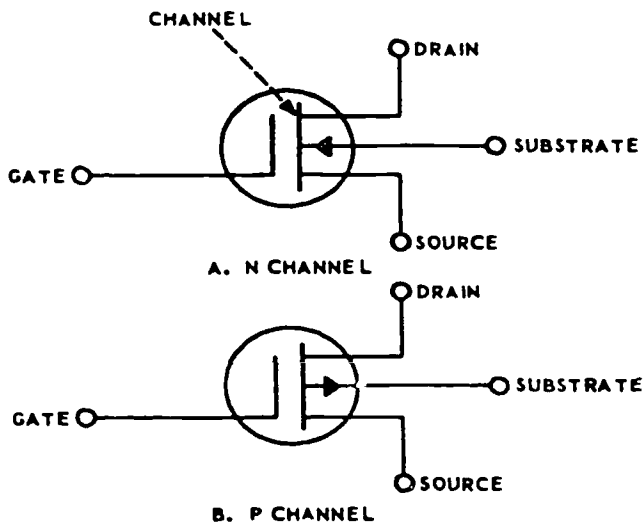 CHANNEL
DRAIN
SUBSTRATE
GATE
SOURCE
A. N CHANNEL
DRAIN
SUBSTRATE
GATE
SOURCE
B. P CHANNEL